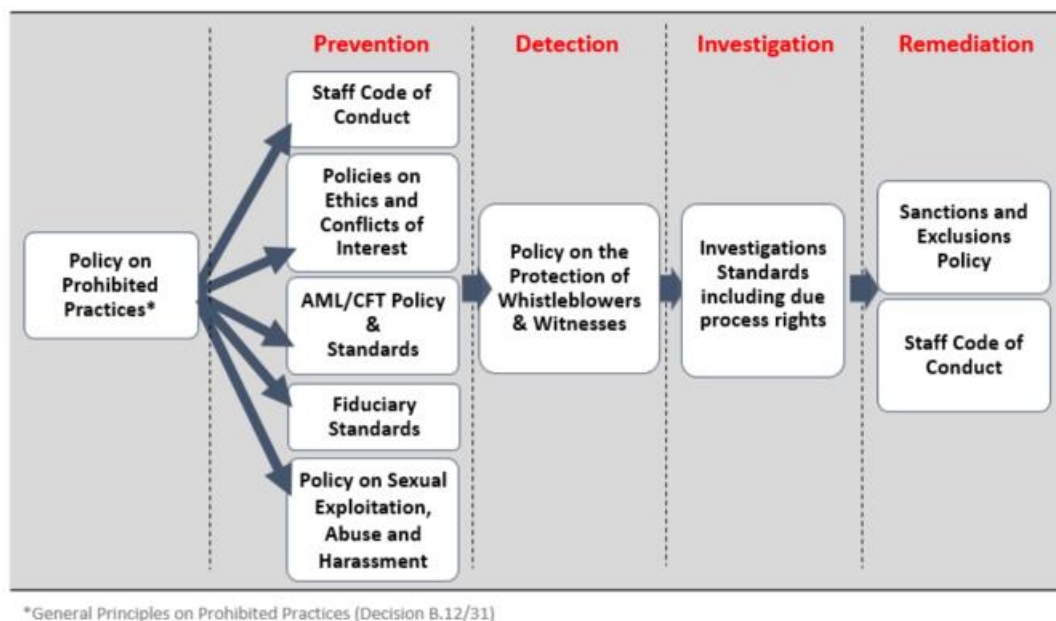 Prevention
Detection
Investigation
Remediation
Policy on
Prohibited
Practices*
Staff Code of
Conduct
Policies on
Ethics and
Conflicts of
Interest
AML/CFT Policy
&
Standards
Fiduciary
Standards
Policy on Sexual
Exploitation,
Abuse and
Harassment
Policy on the
Protection of
Whistleblowers
& Witnesses
Investigations
Standards
including due
process rights
Sanctions and
Exclusions
Policy
Staff Code of
Conduct
*General Principles on Prohibited Practices (Decision B.12/31)